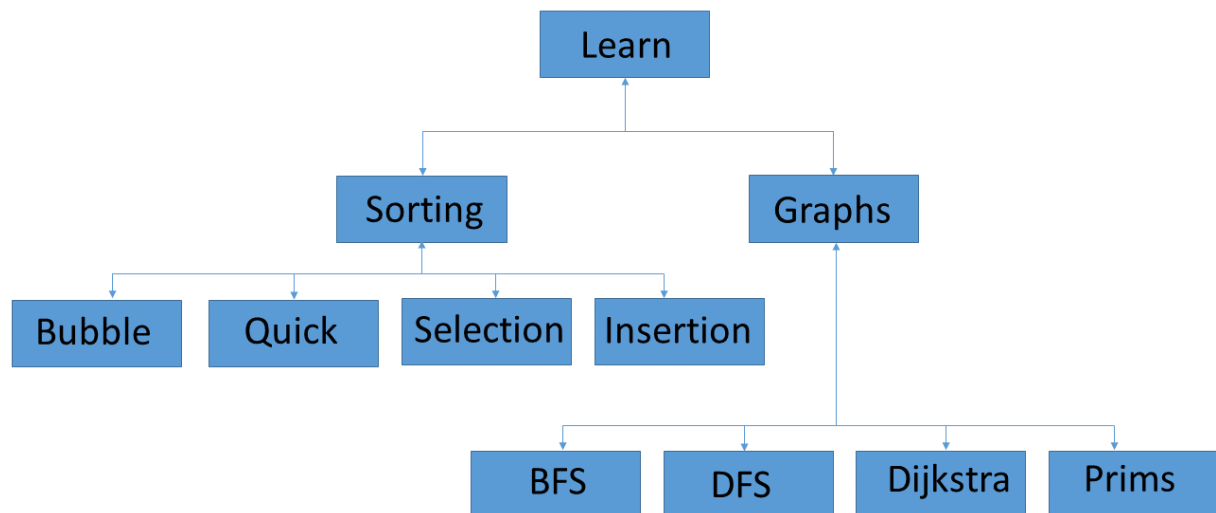 Learn
Sorting
Graphs
Bubble
Quick
Selection
Insertion
BFS
DFS
Dijkstra
Prims